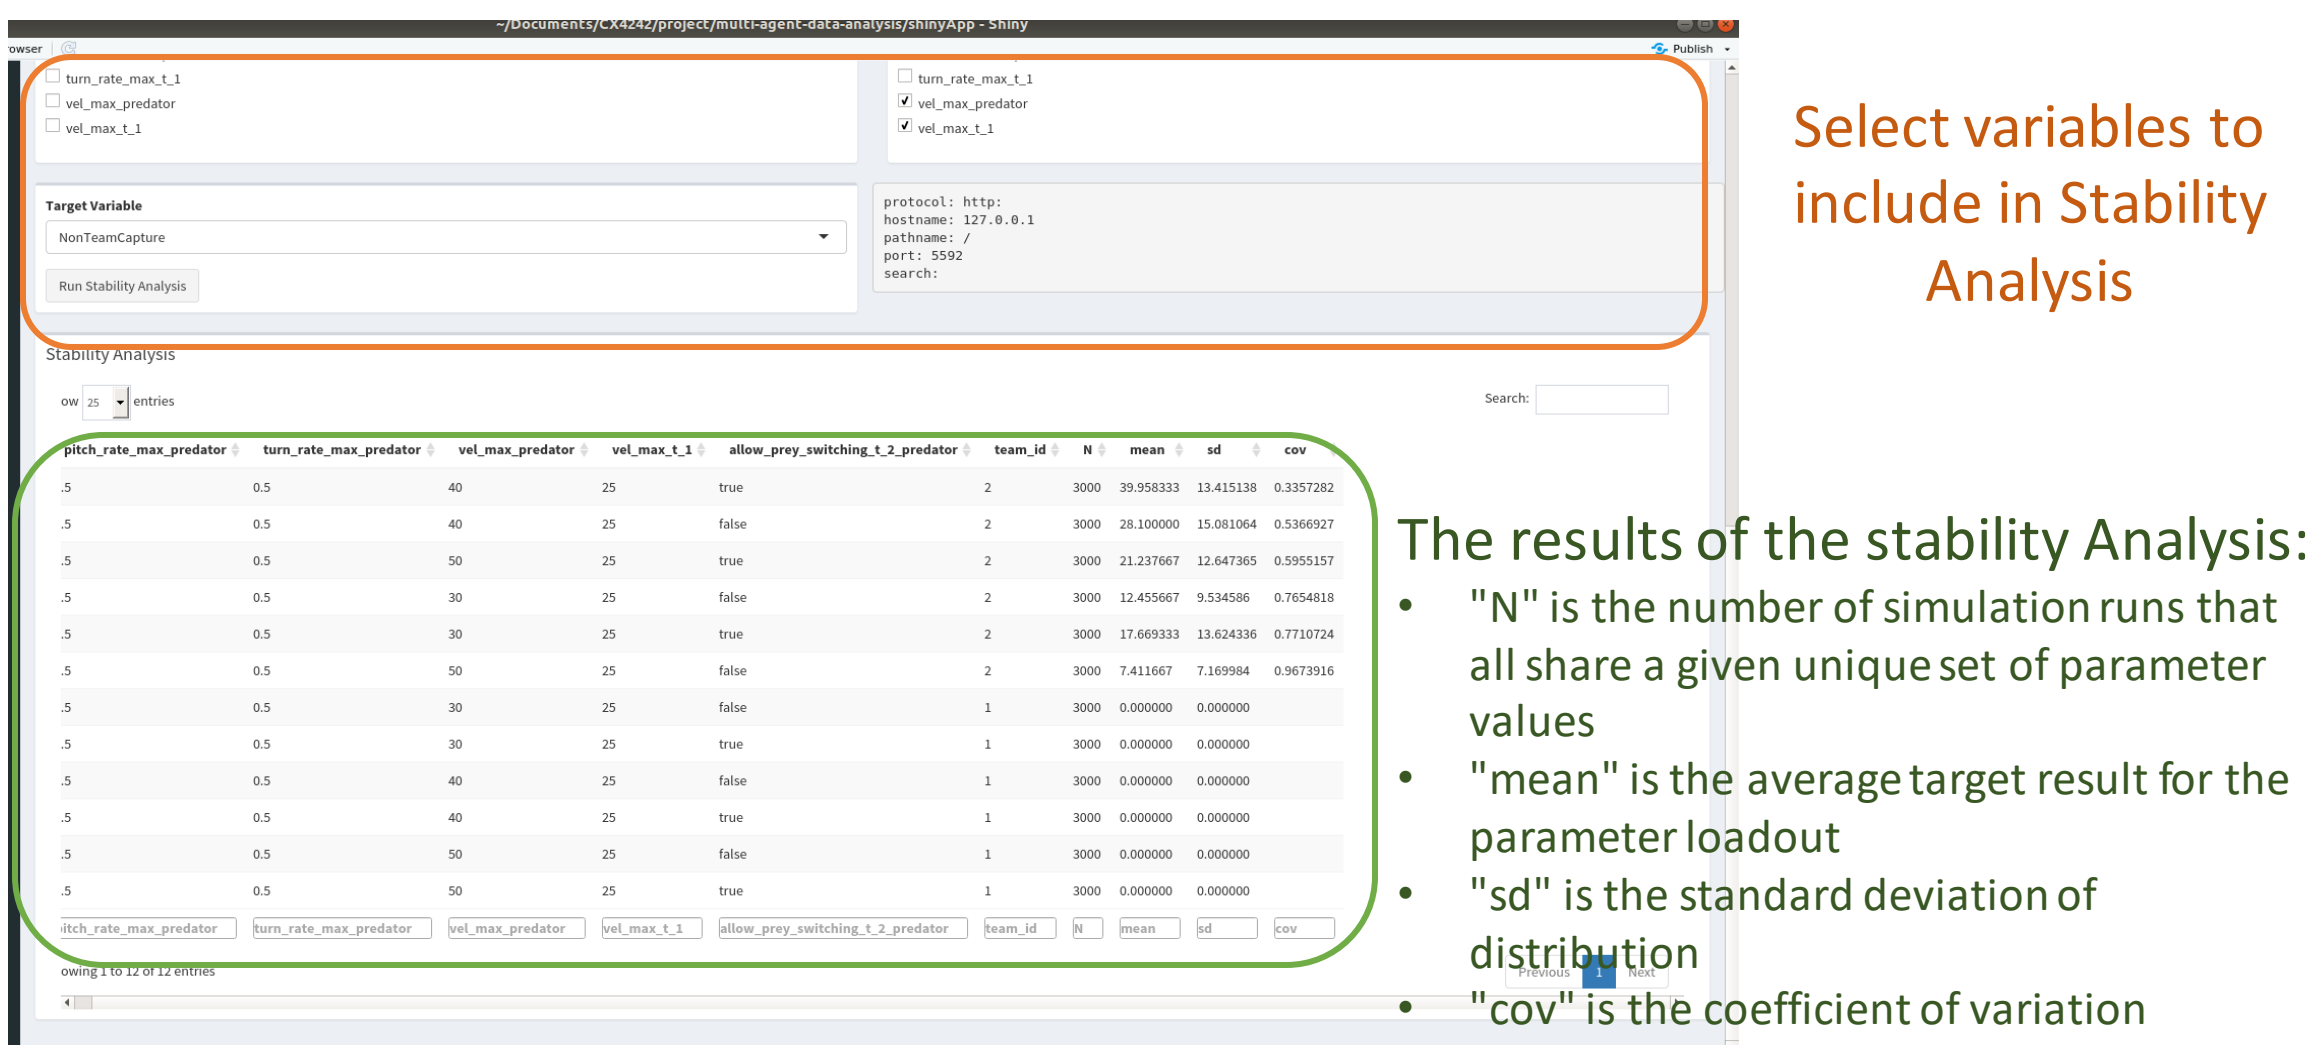 ~/Documents/CX4242/project/multi-agent-data-analysis/shinyApp - Shiny
rowser
Publish
turn_rate_max_t_1
vel_max_predator
vel_max_t_1
turn_rate_max_t_1
vel_max_predator
vel_max_t_1
Select variables to
include in Stability
Analysis
Target Variable
NonTeamCapture
Run Stability Analysis
protocol: http:
hostname: 127.0.0.1
pathname: /
port: 5592
search:
Stability Analysis
ow 25 entries
Search:
pitch_rate_max_predator turn_rate_max_predator vel_max_predator vel_max_t_1 allow_prey_switching_t_2_predator team_id N mean sd cov
.5 0.5 40 25 true 2 3000 39.958333 13.415138 0.3357282
.5 0.5 40 25 false 2 3000 28.100000 15.081064 0.5366927
.5 0.5 50 25 true 2 3000 21.237667 12.647365 0.5955157
.5 0.5 30 25 false 2 3000 12.455667 9.534586 0.7654818
.5 0.5 30 25 true 2 3000 17.669333 13.624336 0.7710724
.5 0.5 50 25 false 2 3000 7.411667 7.169984 0.9673916
.5 0.5 30 25 false 1 3000 0.000000 0.000000
.5 0.5 30 25 true 1 3000 0.000000 0.000000
.5 0.5 40 25 false 1 3000 0.000000 0.000000
.5 0.5 40 25 true 1 3000 0.000000 0.000000
.5 0.5 50 25 false 1 3000 0.000000 0.000000
.5 0.5 50 25 true 1 3000 0.000000 0.000000
itch_rate_max_predator turn_rate_max_predator vel_max_predator vel_max_t_1 allow_prey_switching_t_2_predator team_id N mean sd cov
owing 1 to 12 of 12 entries
Previous 1 Next
The results of the stability Analysis:
• "N" is the number of simulation runs that
all share a given unique set of parameter
values
• "mean" is the average target result for the
parameter loadout
• "sd" is the standard deviation of
distribution
• "cov" is the coefficient of variation